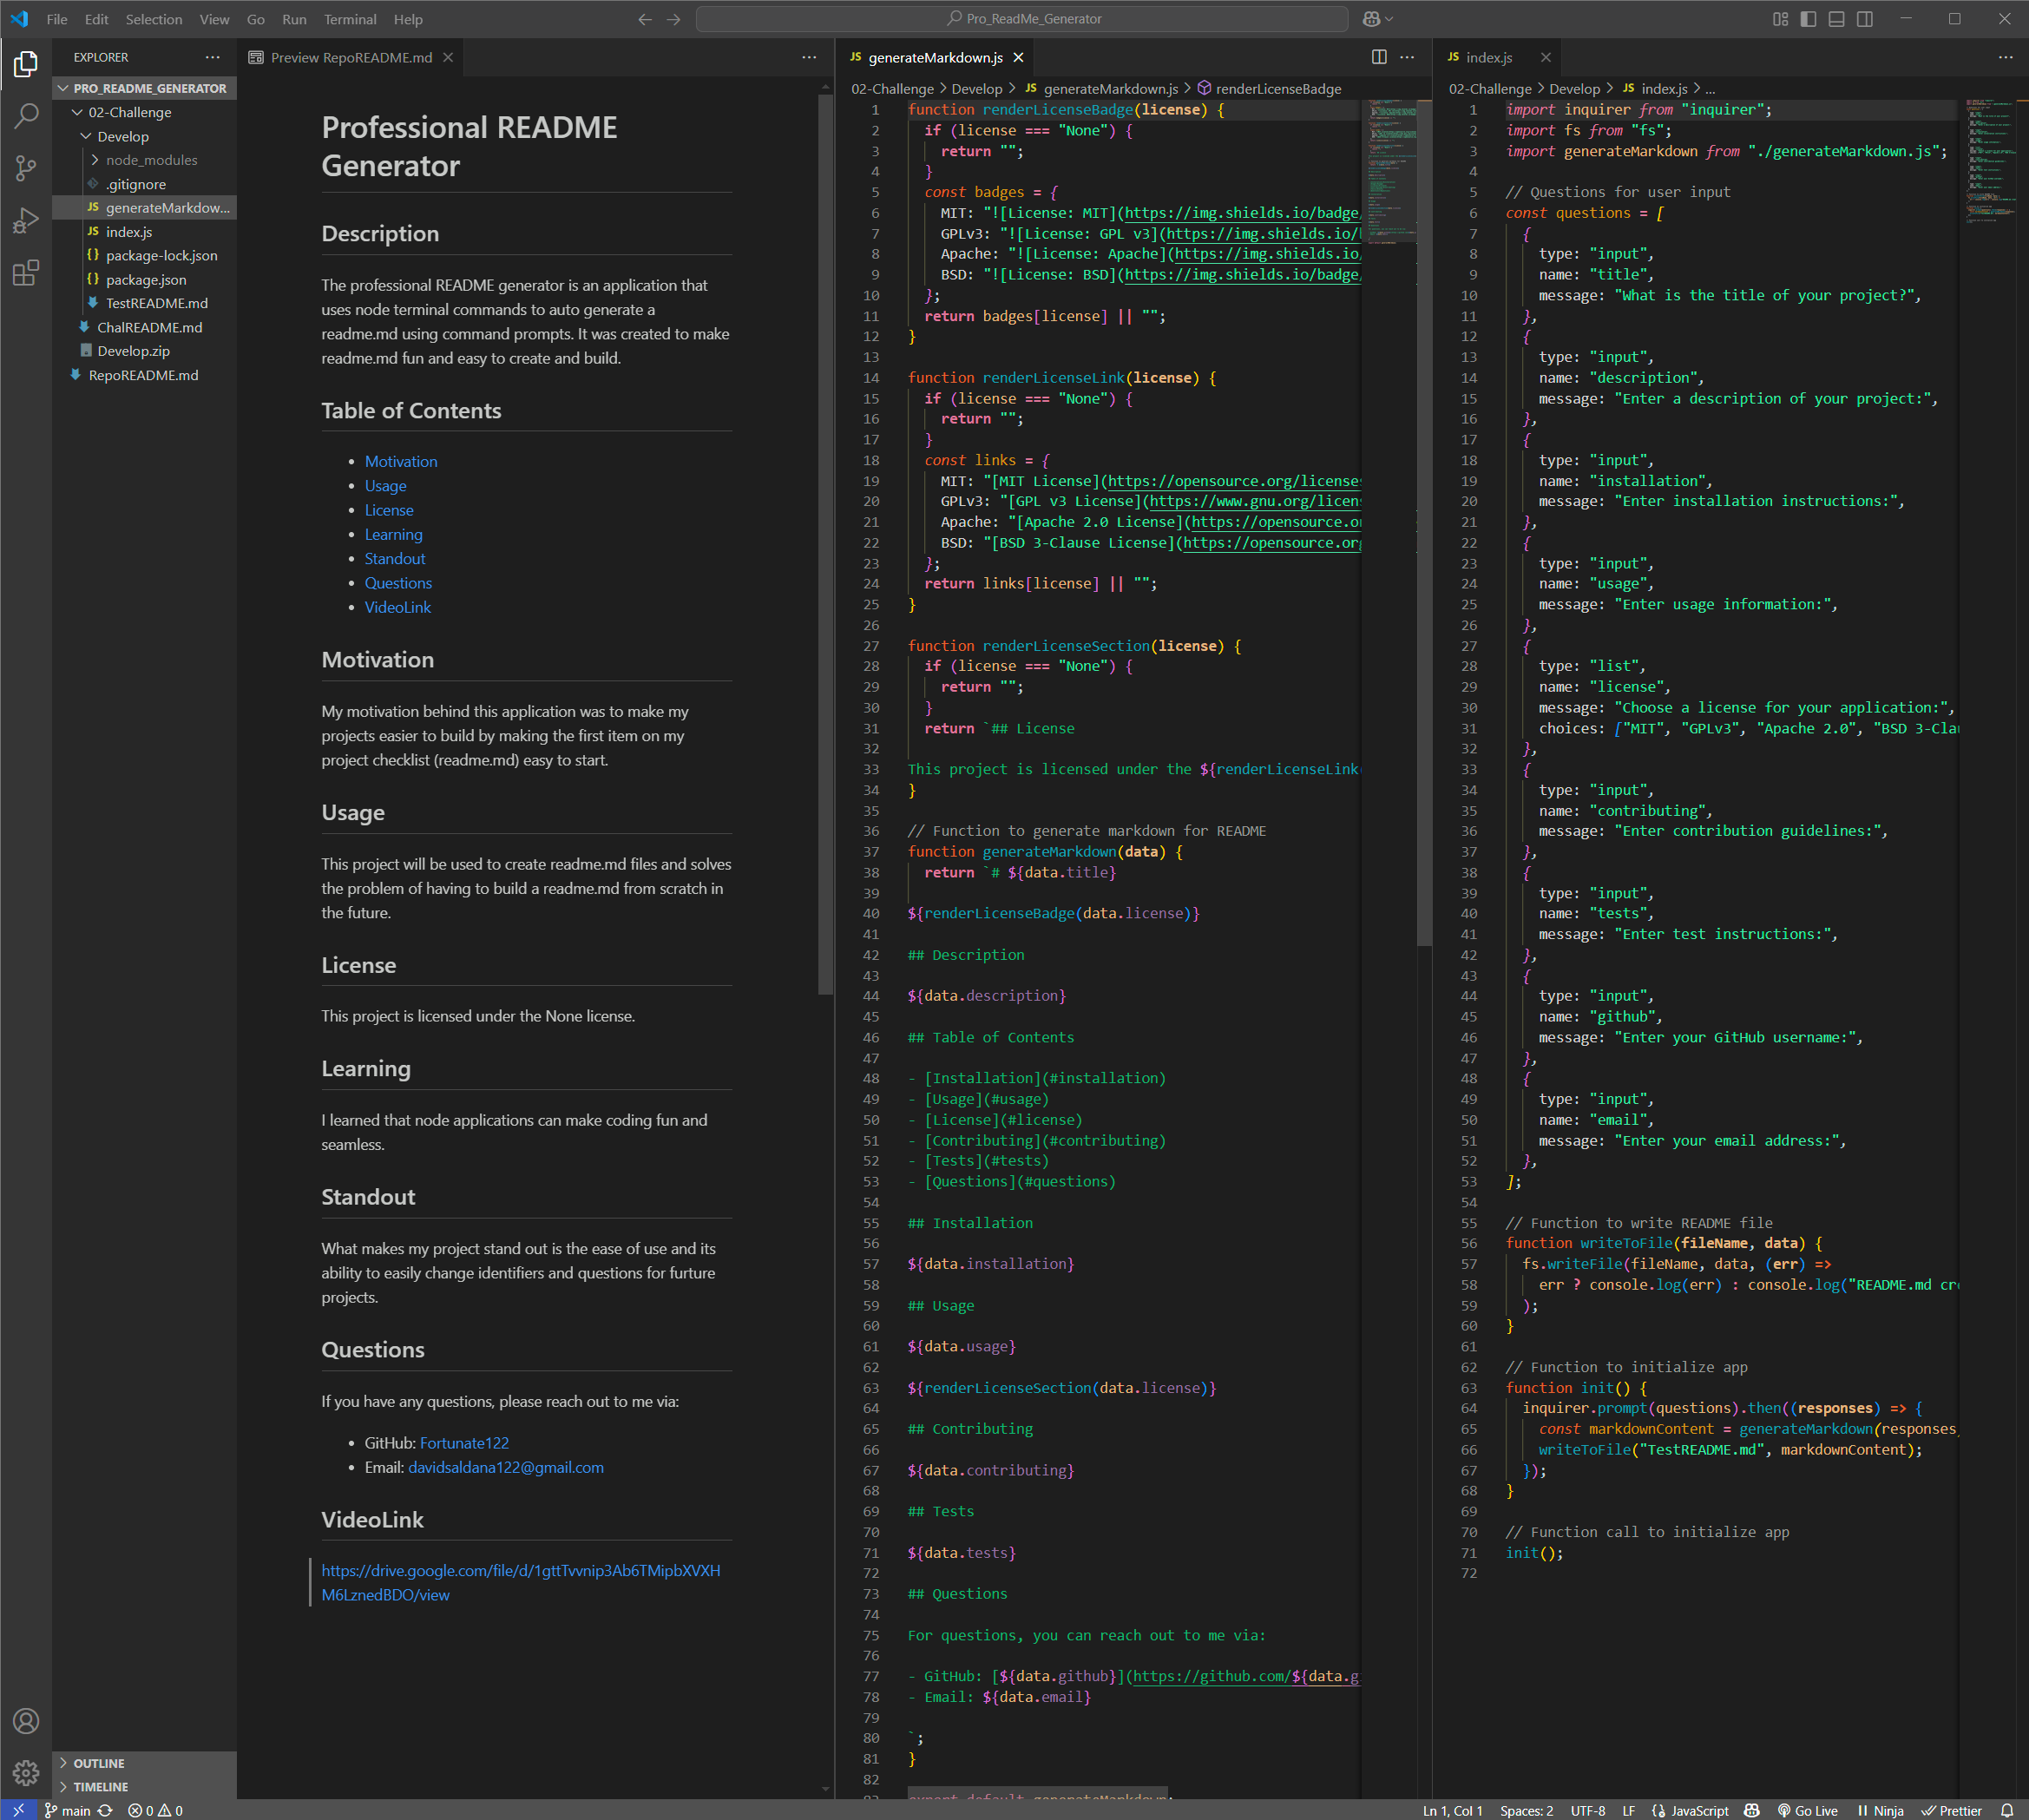 File Edit Selection View Go Run Terminal Help
Pro_ReadMe_Generator
EXPLORER
PRO_README_GENERATOR
02-Challenge
Develop
node_modules
.gitignore
JS generateMarkdow...
JS index.js
{} package-lock.json
{} package.json
TestREADME.md
ChalREADME.md
Develop.zip
RepoREADME.md
OUTLINE
TIMELINE
Preview RepoREADME.md
Professional README
Generator
Description
The professional README generator is an application that
uses node terminal commands to auto generate a
readme.md using command prompts. It was created to make
readme.md fun and easy to create and build.
Table of Contents
• Motivation
• Usage
• License
• Learning
• Standout
• Questions
• VideoLink
Motivation
My motivation behind this application was to make my
projects easier to build by making the first item on my
project checklist (readme.md) easy to start.
Usage
This project will be used to create readme.md files and solves
the problem of having to build a readme.md from scratch in
the future.
License
This project is licensed under the None license.
Learning
I learned that node applications can make coding fun and
seamless.
Standout
What makes my project stand out is the ease of use and its
ability to easily change identifiers and questions for furture
projects.
Questions
If you have any questions, please reach out to me via:
• GitHub: Fortunate122
• Email: davidsaldana122@gmail.com
VideoLink
https://drive.google.com/file/d/1gttTvvnip3Ab6TMipbXVXH
M6LznedBDO/view
JS generateMarkdown.js
02-Challenge > Develop > JS generateMarkdown.js > renderLicenseBadge
1 function renderLicenseBadge(license) {
2 if (license === "None") {
3 return "";
4 }
5 const badges = {
6 MIT: "![License: MIT](https://img.shields.io/badge/
7 GPLv3: "![License: GPL v3](https://img.shields.io/
8 Apache: "![License: Apache](https://img.shields.io/
9 BSD: "![License: BSD](https://img.shields.io/badge/
10 };
11 return badges[license] || "";
12 }
13
14 function renderLicenseLink(license) {
15 if (license === "None") {
16 return "";
17 }
18 const links = {
19 MIT: "[MIT License](https://opensource.org/licenses
20 GPLv3: "[GPL v3 License](https://www.gnu.org/licen
21 Apache: "[Apache 2.0 License](https://opensource.or
22 BSD: "[BSD 3-Clause License](https://opensource.org
23 };
24 return links[license] || "";
25 }
26
27 function renderLicenseSection(license) {
28 if (license === "None") {
29 return "";
30 }
31 return `## License
32
33 This project is licensed under the ${renderLicenseLink(
34 }
35
36 // Function to generate markdown for README
37 function generateMarkdown(data) {
38 return `# ${data.title}
39
40 ${renderLicenseBadge(data.license)}
41
42 ## Description
43
44 ${data.description}
45
46 ## Table of Contents
47
48 - [Installation](#installation)
49 - [Usage](#usage)
50 - [License](#license)
51 - [Contributing](#contributing)
52 - [Tests](#tests)
53 - [Questions](#questions)
54
55 ## Installation
56
57 ${data.installation}
58
59 ## Usage
60
61 ${data.usage}
62
63 ${renderLicenseSection(data.license)}
64
65 ## Contributing
66
67 ${data.contributing}
68
69 ## Tests
70
71 ${data.tests}
72
73 ## Questions
74
75 For questions, you can reach out to me via:
76
77 - GitHub: [${data.github}](https://github.com/${data.g
78 - Email: ${data.email}
79
80 `;
81 }
82
JS index.js
02-Challenge > Develop > JS index.js > ...
1 import inquirer from "inquirer";
2 import fs from "fs";
3 import generateMarkdown from "./generateMarkdown.js";
4
5 // Questions for user input
6 const questions = [
7 {
8 type: "input",
9 name: "title",
10 message: "What is the title of your project?",
11 },
12 {
13 type: "input",
14 name: "description",
15 message: "Enter a description of your project:",
16 },
17 {
18 type: "input",
19 name: "installation",
20 message: "Enter installation instructions:",
21 },
22 {
23 type: "input",
24 name: "usage",
25 message: "Enter usage information:",
26 },
27 {
28 type: "list",
29 name: "license",
30 message: "Choose a license for your application:",
31 choices: ["MIT", "GPLv3", "Apache 2.0", "BSD 3-Clau
32 },
33 {
34 type: "input",
35 name: "contributing",
36 message: "Enter contribution guidelines:",
37 },
38 {
39 type: "input",
40 name: "tests",
41 message: "Enter test instructions:",
42 },
43 {
44 type: "input",
45 name: "github",
46 message: "Enter your GitHub username:",
47 },
48 {
49 type: "input",
50 name: "email",
51 message: "Enter your email address:",
52 },
53 ];
54
55 // Function to write README file
56 function writeToFile(fileName, data) {
57 fs.writeFile(fileName, data, (err) =>
58 err ? console.log(err) : console.log("README.md cre
59 );
60 }
61
62 // Function to initialize app
63 function init() {
64 inquirer.prompt(questions).then((responses) => {
65 const markdownContent = generateMarkdown(responses
66 writeToFile("TestREADME.md", markdownContent);
67 });
68 }
69
70 // Function call to initialize app
71 init();
72
main 0 0 Ln 1, Col 1 Spaces: 2 UTF-8 LF {} JavaScript Go Live Ninja Prettier